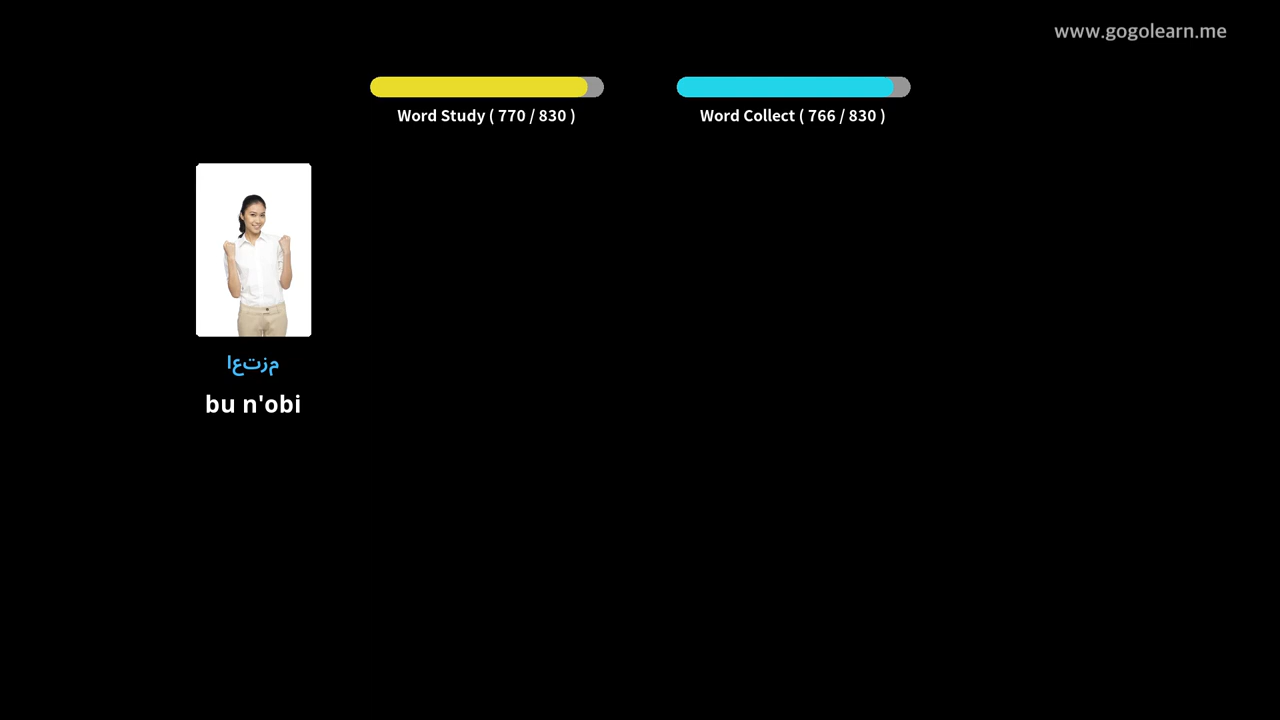 www.gogolearn.me
Word Study ( 770 / 830 )
Word Collect ( 766 / 830 )
اعتزم
bu n'obi